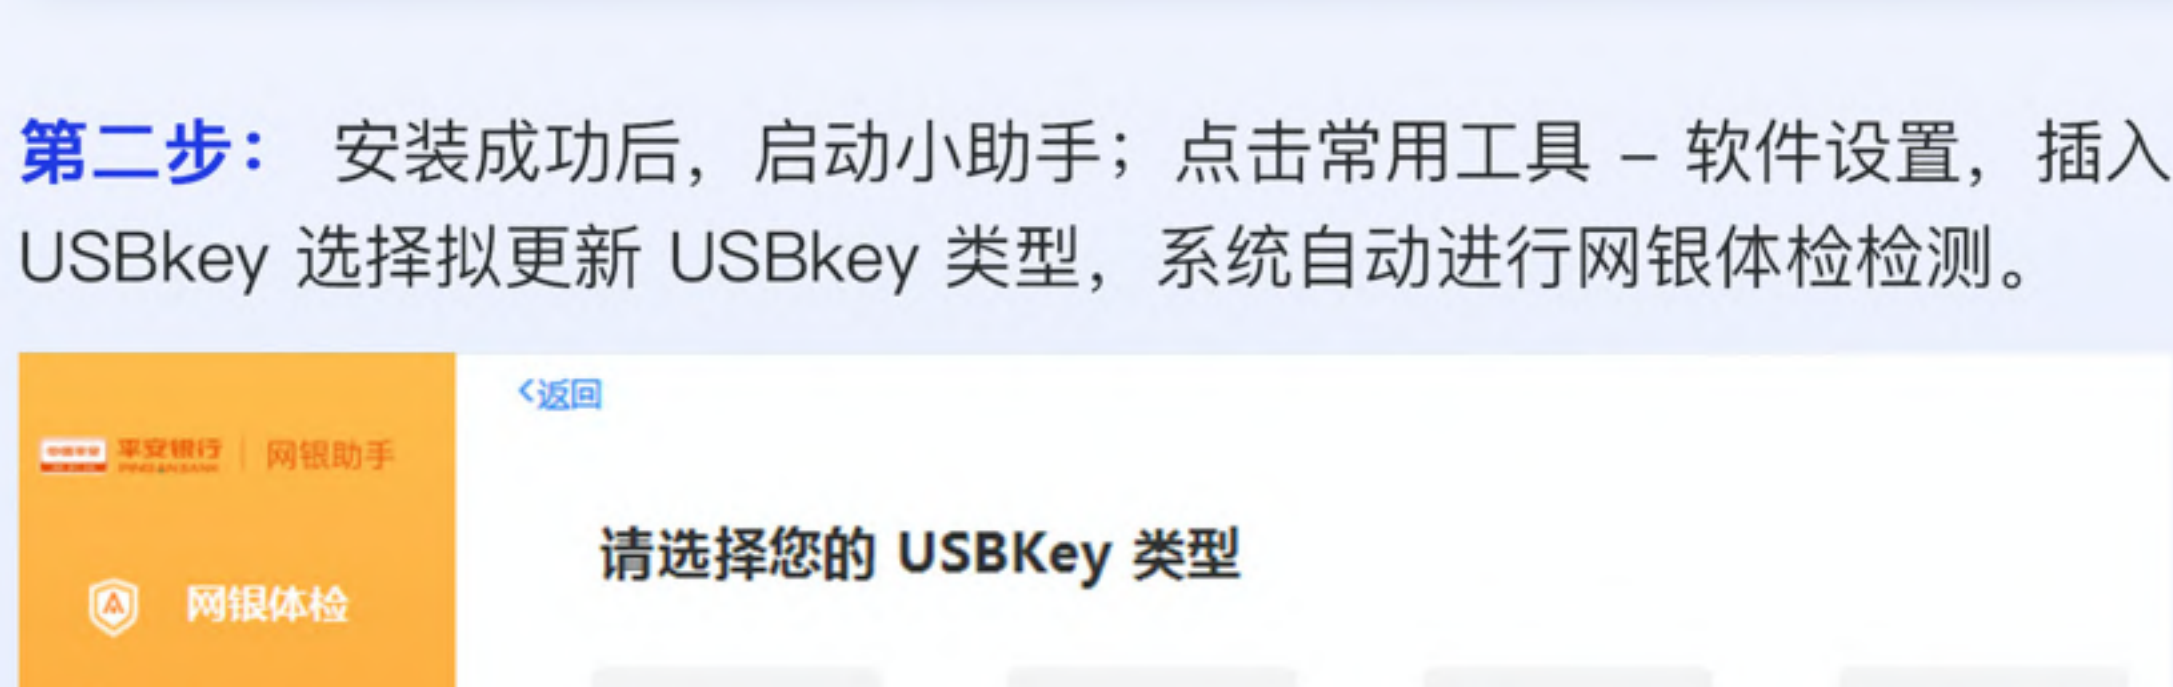 第二步： 安装成功后，启动小助手；点击常用工具 – 软件设置，插入
USBkey 选择拟更新 USBkey 类型，系统自动进行网银体检检测。
<返回
平安银行 | 网银助手
PING AN BANK
请选择您的 USBKey 类型
网银体检